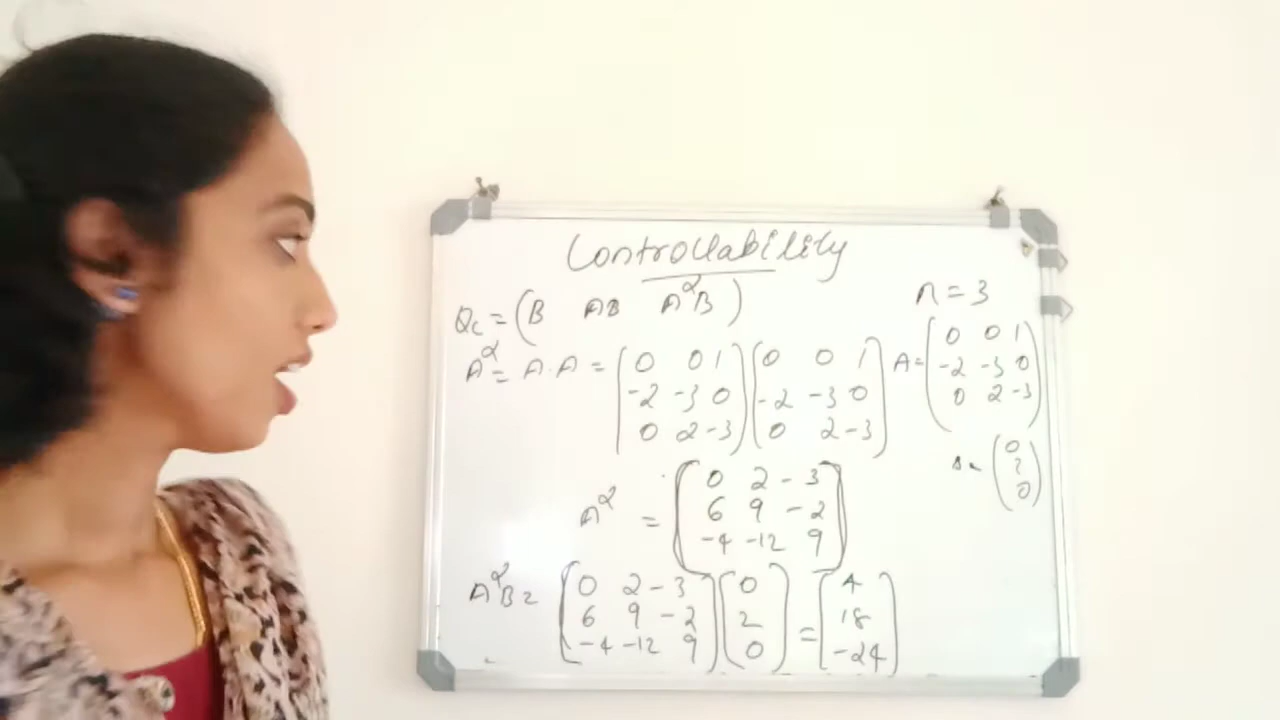 Controllability
Qc = (B AB A²B) n = 3
A² = A.A = (0 0 1 (0 0 1 A = (0 0 1
-2 -3 0 -2 -3 0 -2 -3 0
0 2 -3) 0 2 -3) 0 2 -3)
(0
2
0)
A² = [0 2 -3
6 9 -2
-4 -12 9]
A²B = [0 2 -3 [0 = [4
6 9 -2 2 18
-4 -12 9] 0] -24]